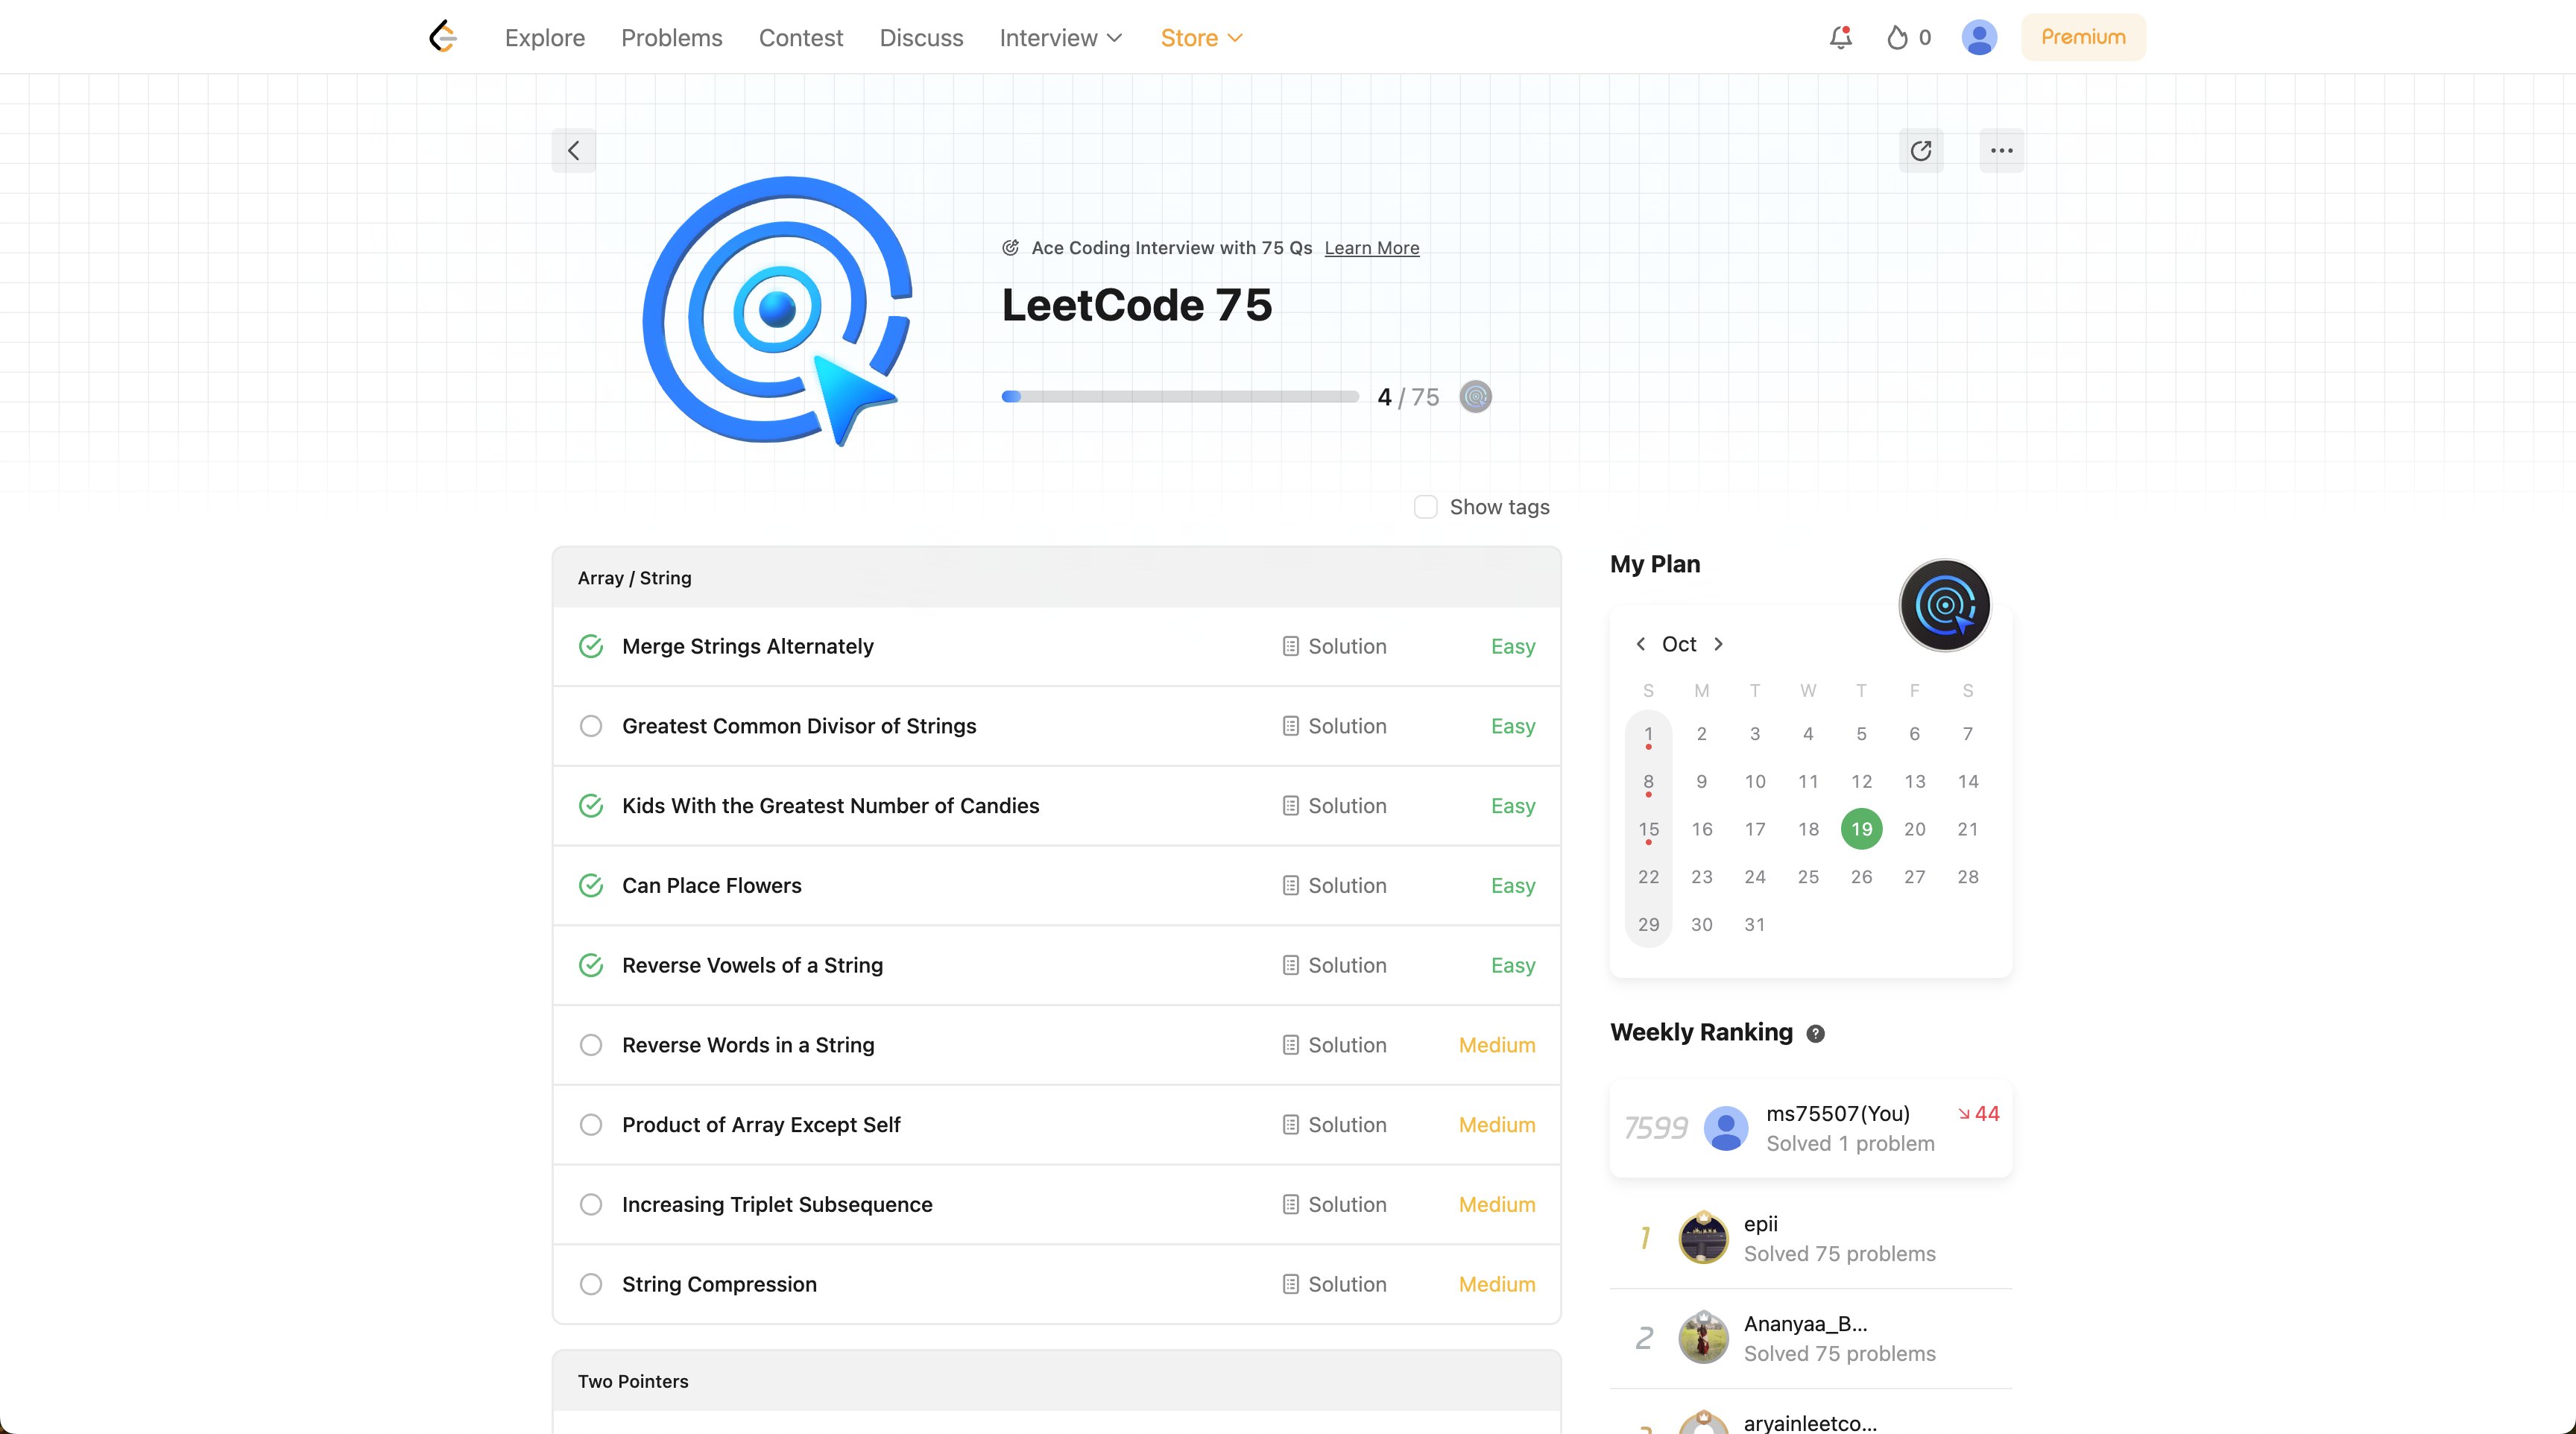 Explore Problems Contest Discuss Interview Store 0 Premium
Ace Coding Interview with 75 Qs Learn More
LeetCode 75
4 / 75
Show tags
Array / String
Merge Strings Alternately Solution Easy
Greatest Common Divisor of Strings Solution Easy
Kids With the Greatest Number of Candies Solution Easy
Can Place Flowers Solution Easy
Reverse Vowels of a String Solution Easy
Reverse Words in a String Solution Medium
Product of Array Except Self Solution Medium
Increasing Triplet Subsequence Solution Medium
String Compression Solution Medium
Two Pointers
My Plan
Oct
S M T W T F S
1 2 3 4 5 6 7
8 9 10 11 12 13 14
15 16 17 18 19 20 21
22 23 24 25 26 27 28
29 30 31
Weekly Ranking ?
7599 ms75507(You) 44
Solved 1 problem
1 epii
Solved 75 problems
2 Ananyaa_B...
Solved 75 problems
aryainleetco...